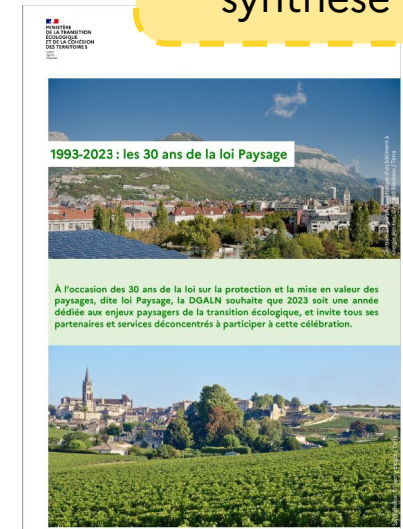 synthèse
MINISTÈRE
DE LA TRANSITION
ÉCOLOGIQUE
ET DE LA COHÉSION
DES TERRITOIRES
1993-2023 : les 30 ans de la loi Paysage
À l'occasion des 30 ans de la loi sur la protection et la mise en valeur des
paysages, dite loi Paysage, la DGALN souhaite que 2023 soit une année
dédiée aux enjeux paysagers de la transition écologique, et invite tous ses
partenaires et services déconcentrés à participer à cette célébration.